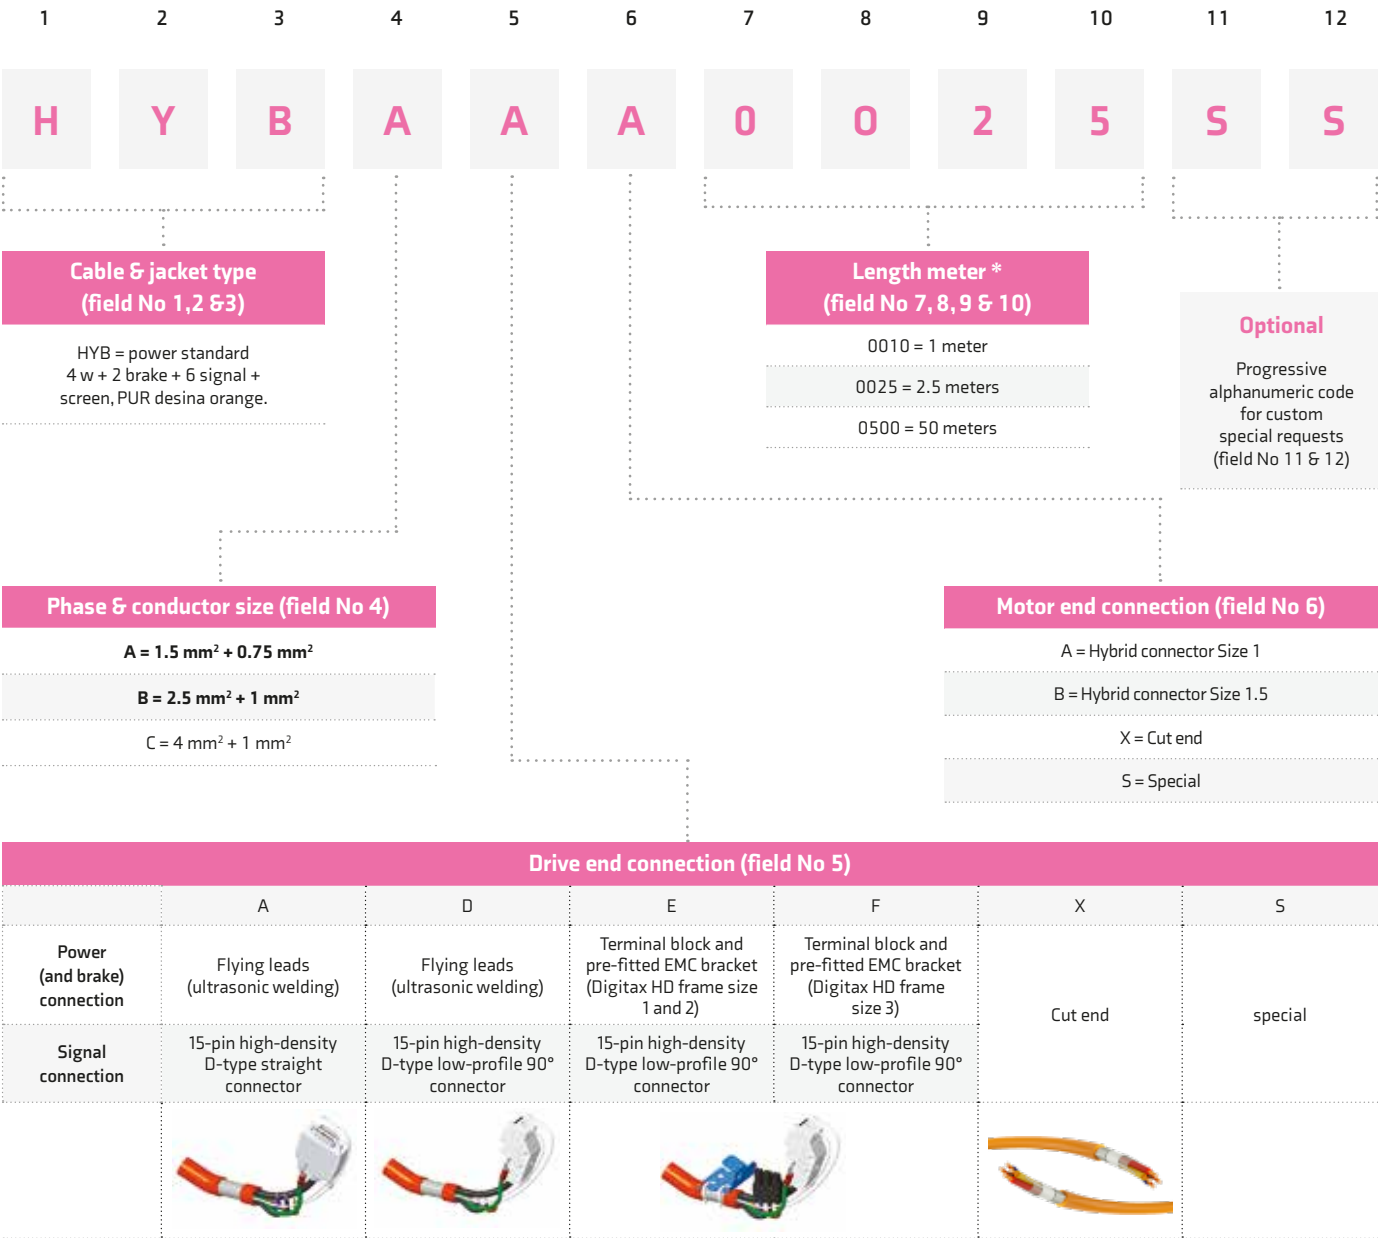 1 2 3 4 5 6 7 8 9 10 11 12
H Y B A A A 0 0 2 5 S S
Cable & jacket type
(field No 1,2 &3)
HYB = power standard
4 w + 2 brake + 6 signal +
screen, PUR desina orange.
Length meter *
(field No 7, 8, 9 & 10)
0010 = 1 meter
0025 = 2.5 meters
0500 = 50 meters
Optional
Progressive
alphanumeric code
for custom
special requests
(field No 11 & 12)
Phase & conductor size (field No 4)
A = 1.5 mm² + 0.75 mm²
B = 2.5 mm² + 1 mm²
C = 4 mm² + 1 mm²
Motor end connection (field No 6)
A = Hybrid connector Size 1
B = Hybrid connector Size 1.5
X = Cut end
S = Special
Drive end connection (field No 5)
A D E F X S
Power
(and brake)
connection
Flying leads
(ultrasonic welding)
Flying leads
(ultrasonic welding)
Terminal block and
pre-fitted EMC bracket
(Digitax HD frame size
1 and 2)
Terminal block and
pre-fitted EMC bracket
(Digitax HD frame
size 3)
Cut end
special
Signal
connection
15-pin high-density
D-type straight
connector
15-pin high-density
D-type low-profile 90°
connector
15-pin high-density
D-type low-profile 90°
connector
15-pin high-density
D-type low-profile 90°
connector